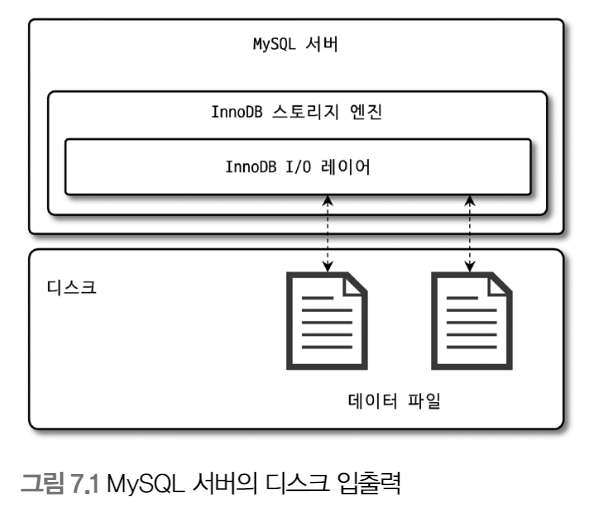 MySQL 서버
InnoDB 스토리지 엔진
InnoDB I/O 레이어
디스크
데이터 파일
그림 7.1 MySQL 서버의 디스크 입출력